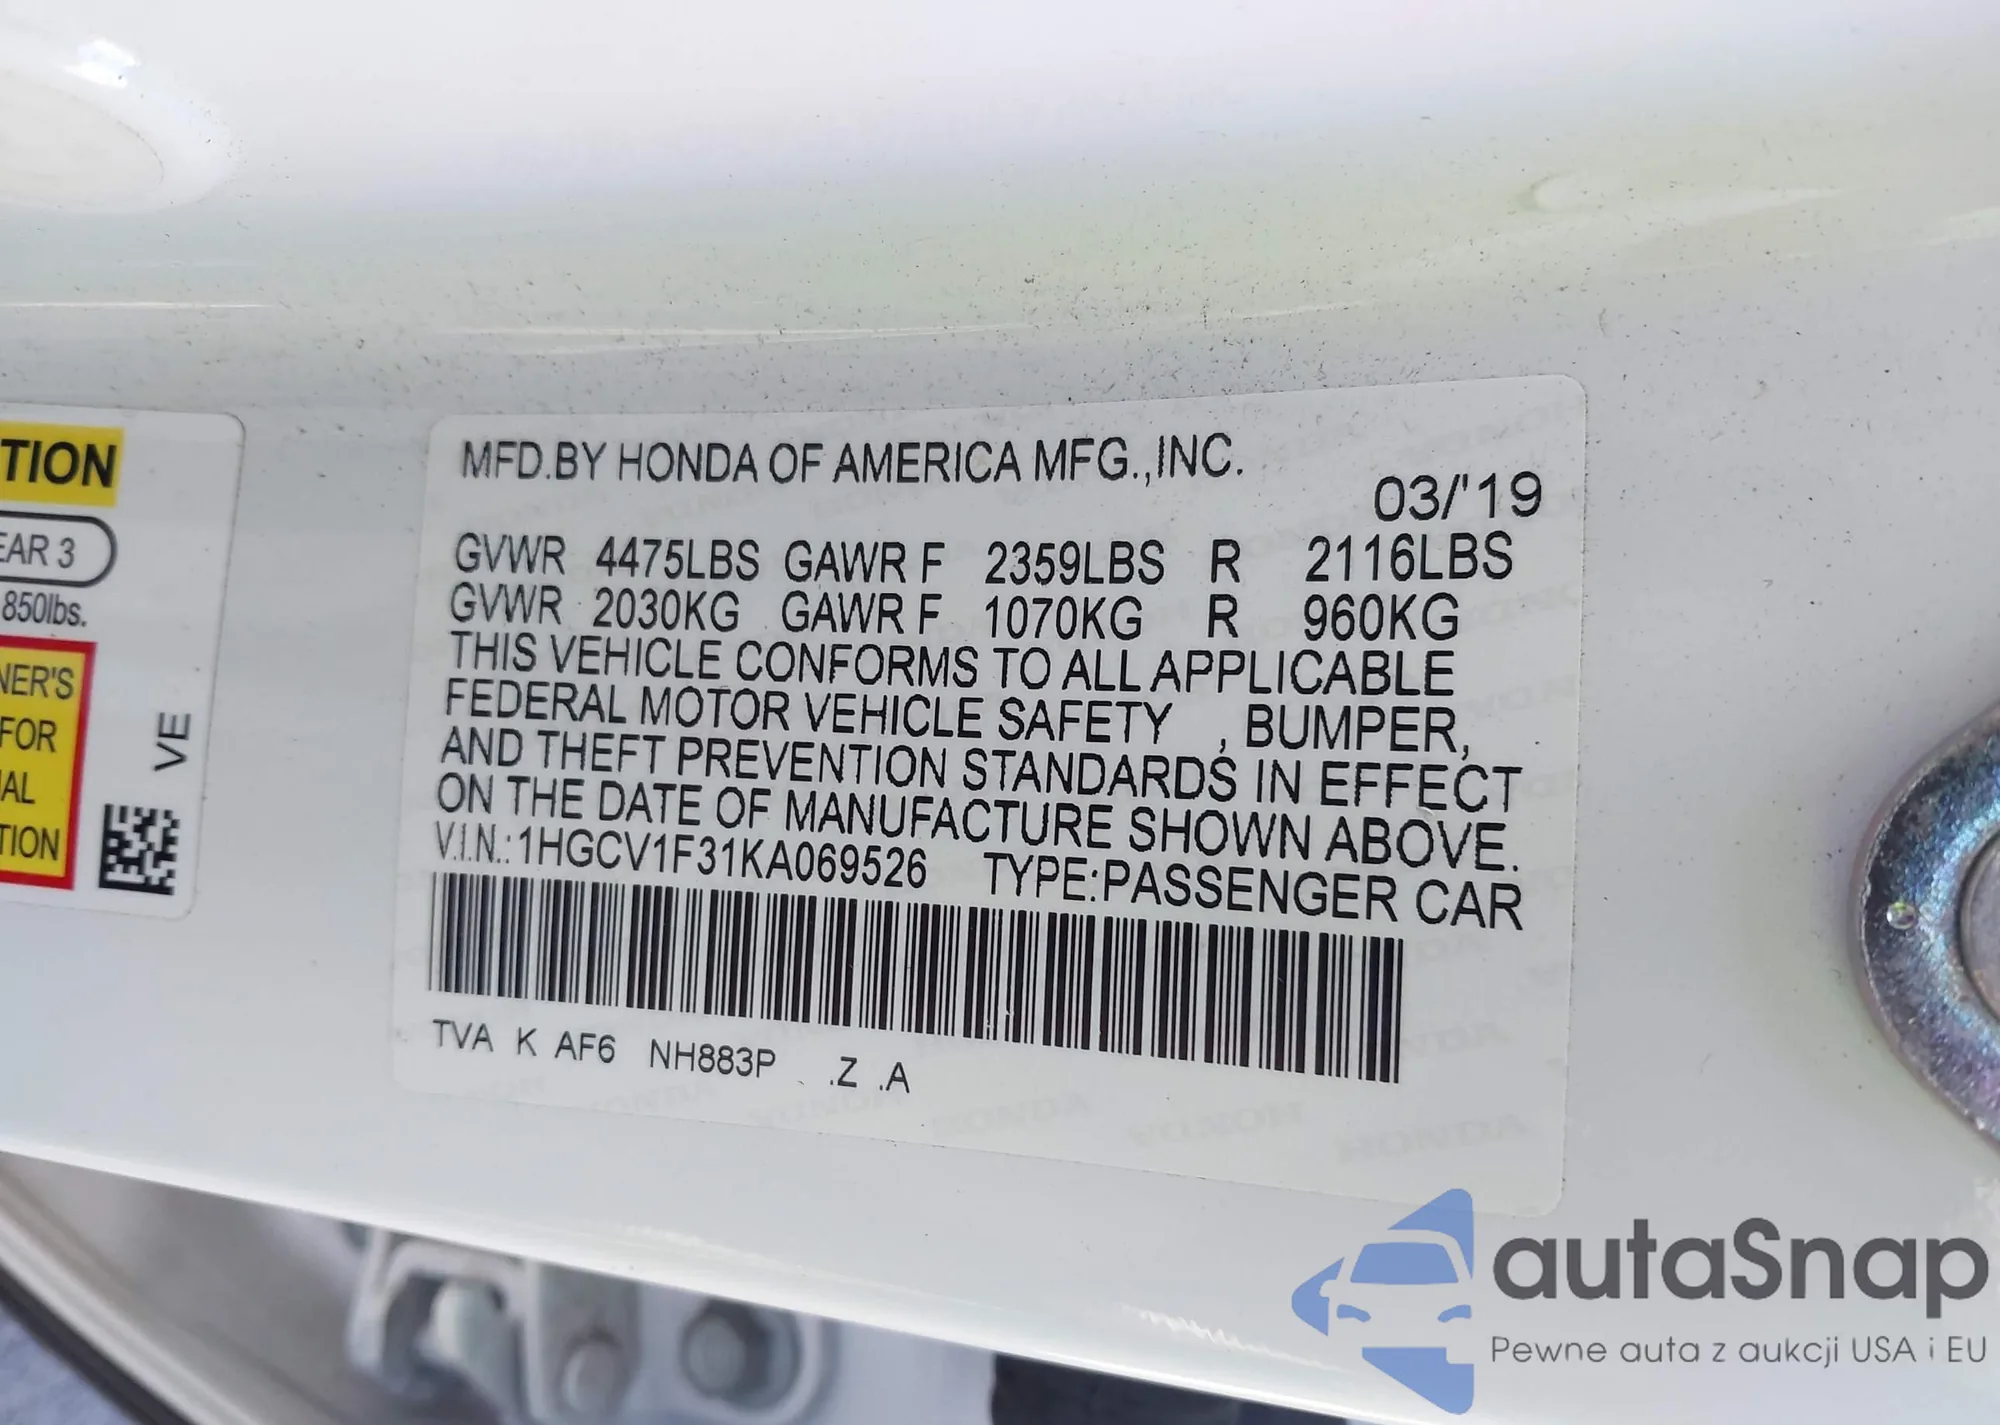 TION
EAR 3
850lbs.
NER'S
FOR
AL
TION
VE
MFD.BY HONDA OF AMERICA MFG.,INC.
03/'19
GVWR 4475LBS GAWR F 2359LBS R 2116LBS
GVWR 2030KG GAWR F 1070KG R 960KG
THIS VEHICLE CONFORMS TO ALL APPLICABLE
FEDERAL MOTOR VEHICLE SAFETY , BUMPER,
AND THEFT PREVENTION STANDARDS IN EFFECT
ON THE DATE OF MANUFACTURE SHOWN ABOVE.
V.I.N.:1HGCV1F31KA069526 TYPE:PASSENGER CAR
TVA K AF6 NH883P .Z .A
autaSnap
Pewne auta z aukcji USA i EU